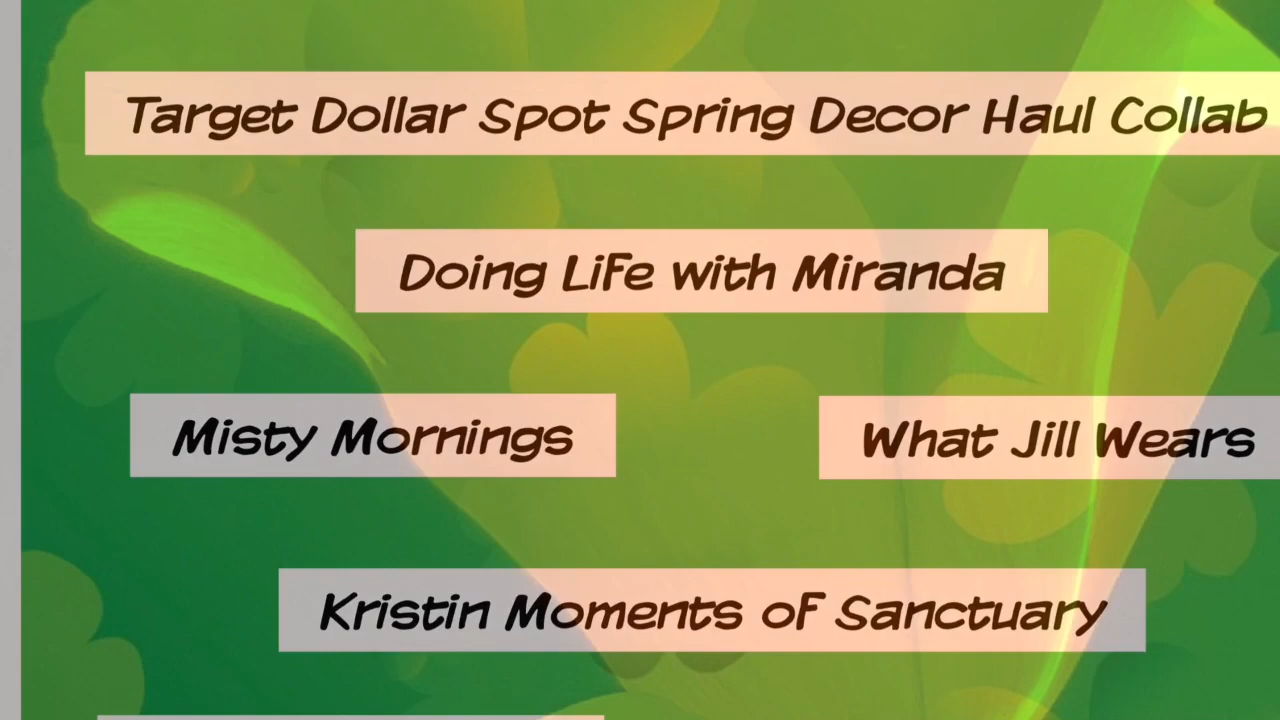 Target Dollar Spot Spring Decor Haul Collab
Doing Life with Miranda
Misty Mornings
What Jill Wears
Kristin Moments of Sanctuary